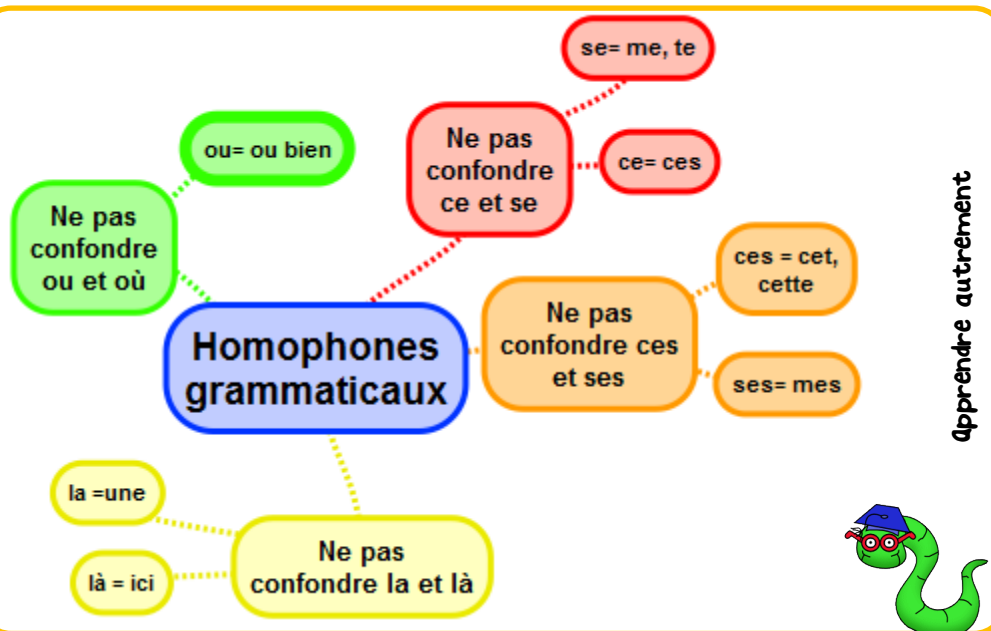 Homophones
grammaticaux
Ne pas
confondre
ou et où
ou= ou bien
Ne pas
confondre
ce et se
se= me, te
ce= ces
Ne pas
confondre ces
et ses
ces = cet,
cette
ses= mes
Ne pas
confondre la et là
la =une
là = ici
apprendre autrement